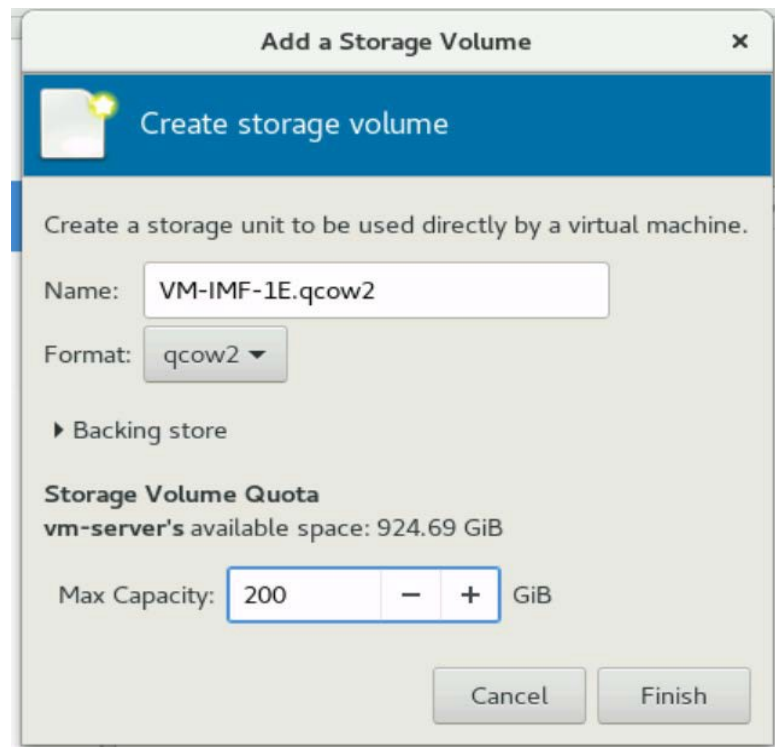 Add a Storage Volume ×
Create storage volume
Create a storage unit to be used directly by a virtual machine.
Name: VM-IMF-1E.qcow2
Format: qcow2
Backing store
Storage Volume Quota
vm-server's available space: 924.69 GiB
Max Capacity: 200 − + GiB
Cancel Finish